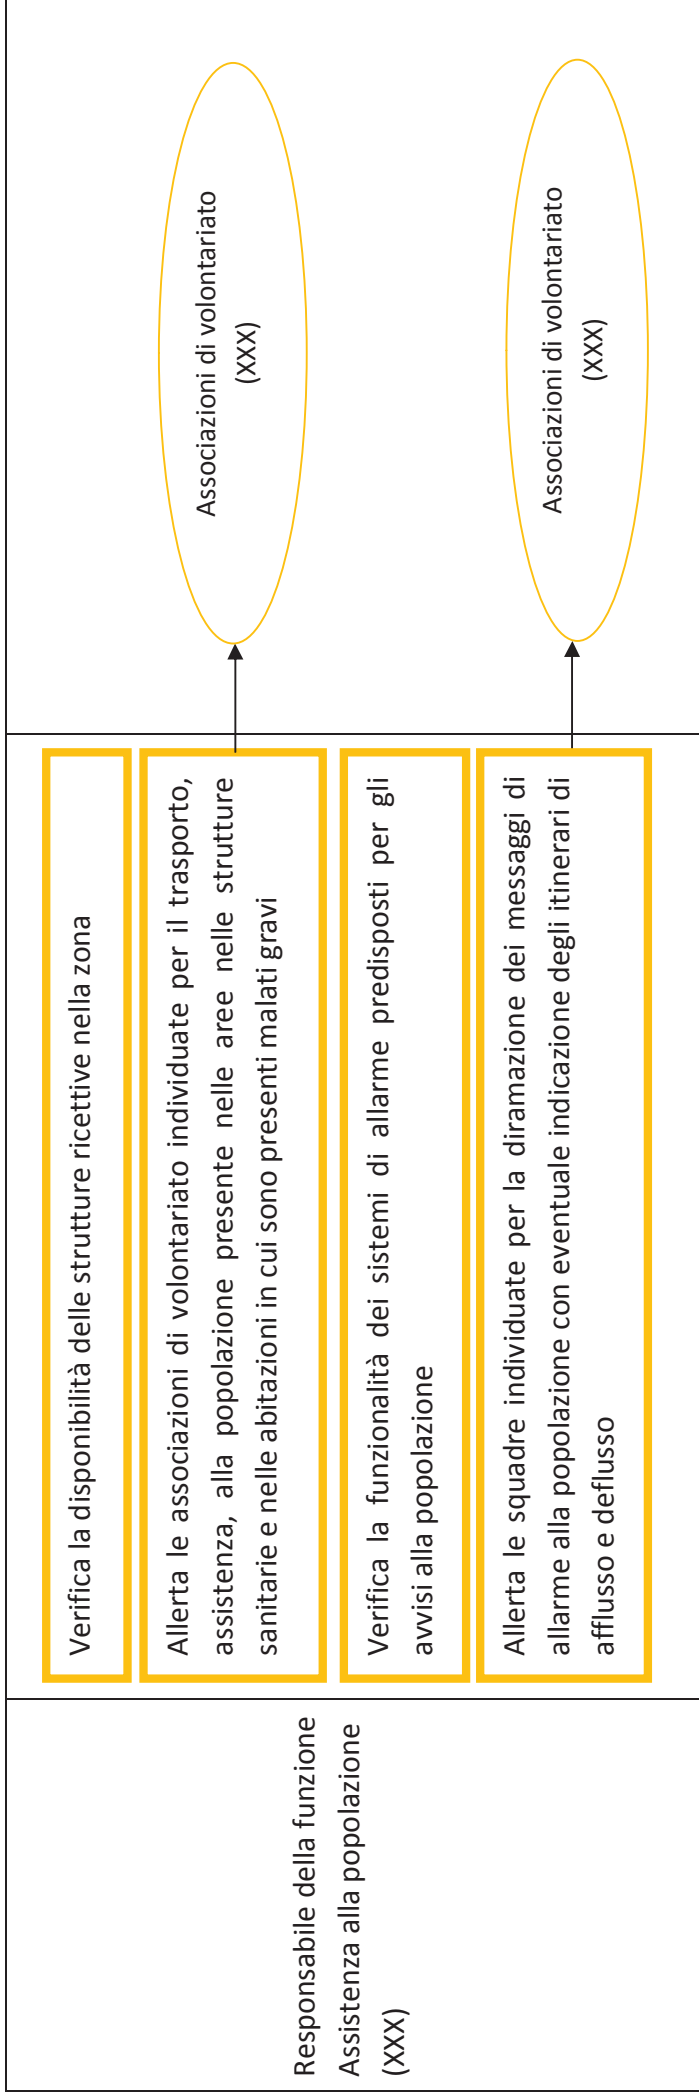 Responsabile della funzione
Assistenza alla popolazione
(XXX)
Verifica la disponibilità delle strutture ricettive nella zona
Allerta le associazioni di volontariato individuate per il trasporto,
assistenza, alla popolazione presente nelle aree nelle strutture
sanitarie e nelle abitazioni in cui sono presenti malati gravi
Verifica la funzionalità dei sistemi di allarme predisposti per gli
avvisi alla popolazione
Allerta le squadre individuate per la diramazione dei messaggi di
allarme alla popolazione con eventuale indicazione degli itinerari di
afflusso e deflusso
Associazioni di volontariato
(XXX)
Associazioni di volontariato
(XXX)